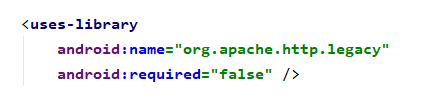 <uses-library
android:name="org.apache.http.legacy"
android:required="false" />